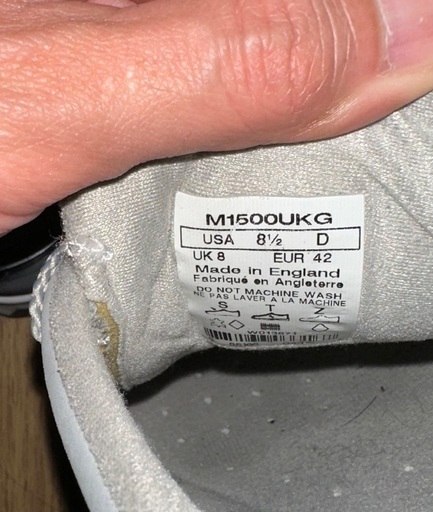 M1500UKG
USA 8½ D
UK 8 EUR 42
Made in England
Fabriqué en Angleterre
DO NOT MACHINE WASH
NE PAS LAVER A LA MACHINE
S T Z